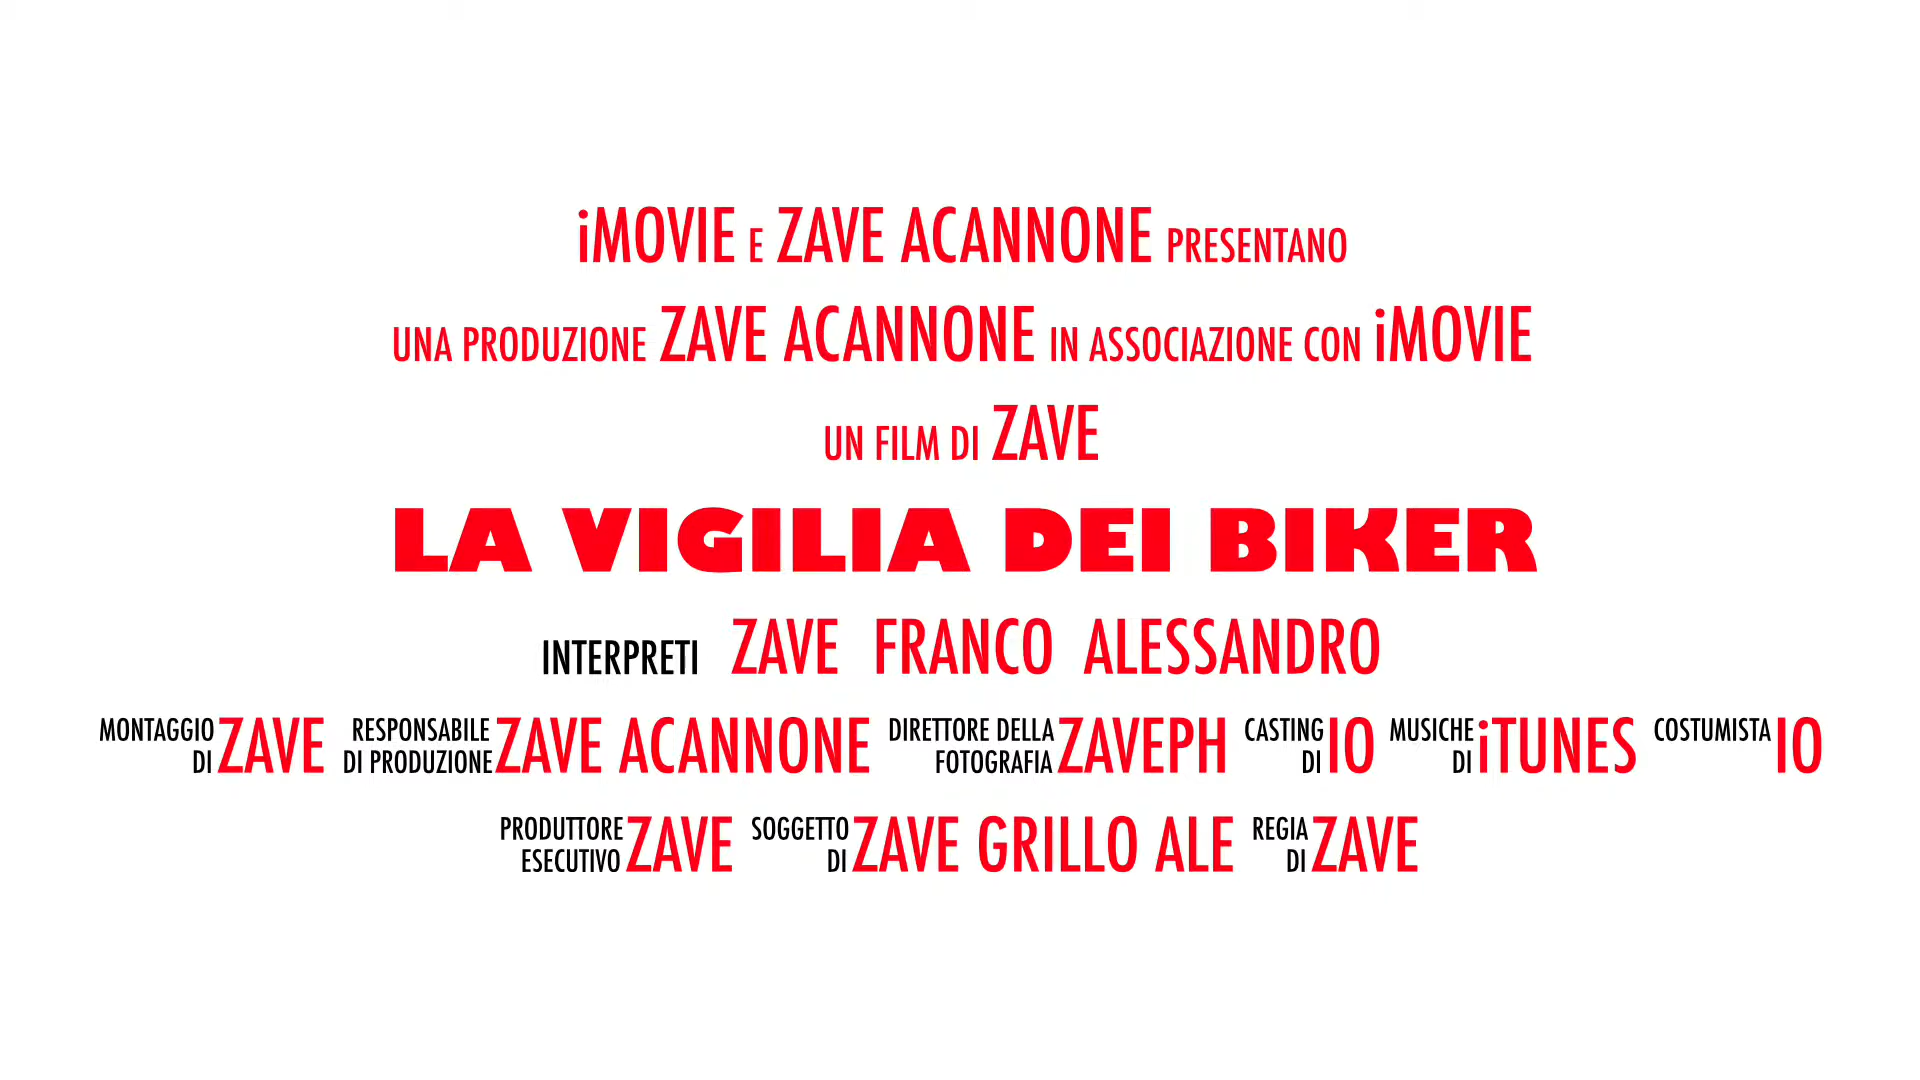 iMOVIE E ZAVE ACANNONE PRESENTANO
UNA PRODUZIONE ZAVE ACANNONE IN ASSOCIAZIONE CON iMOVIE
UN FILM DI ZAVE
LA VIGILIA DEI BIKER
INTERPRETI ZAVE FRANCO ALESSANDRO
MONTAGGIO DI ZAVE RESPONSABILE DI PRODUZIONE ZAVE ACANNONE DIRETTORE DELLA FOTOGRAFIA ZAVEPH CASTING DI IO MUSICHE DI iTUNES COSTUMISTA IO
PRODUTTORE ESECUTIVO ZAVE SOGGETTO DI ZAVE GRILLO ALE REGIA DI ZAVE